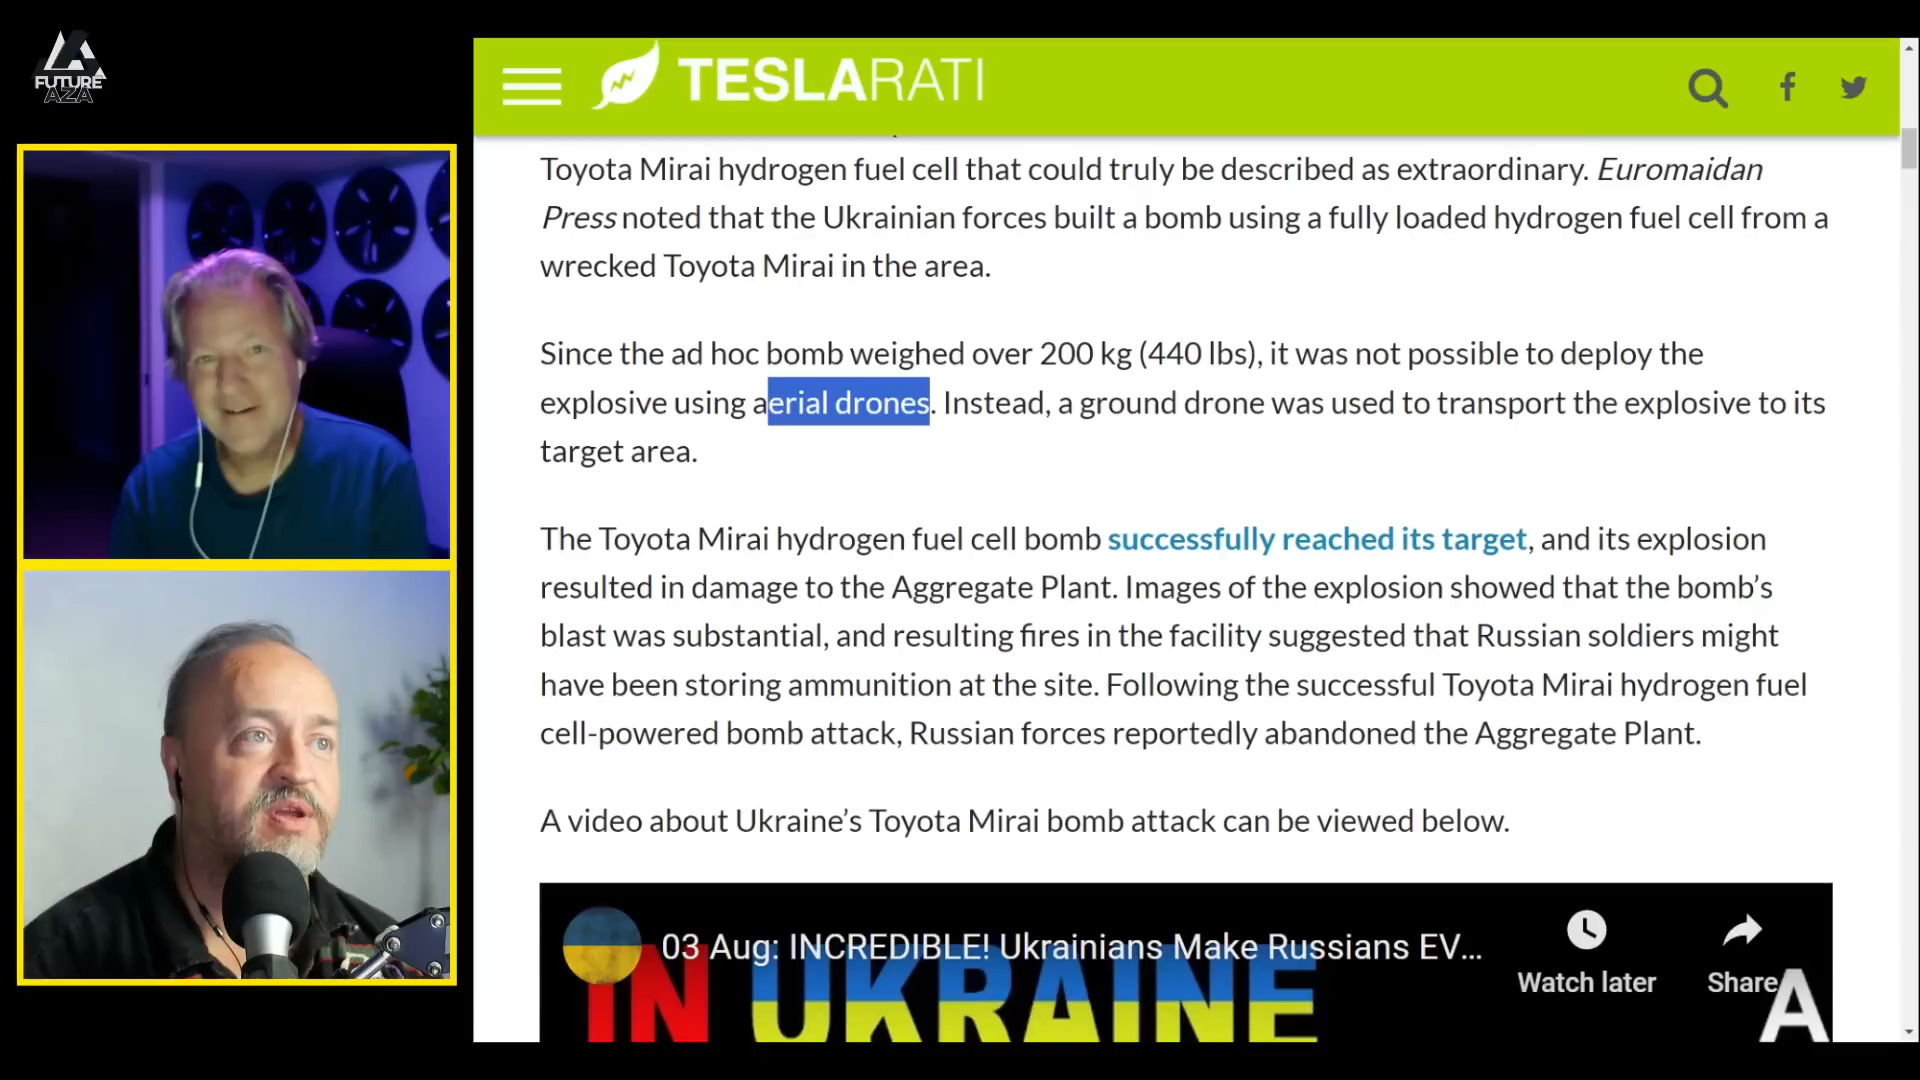 FUTURE
AZA
TESLARATI
Toyota Mirai hydrogen fuel cell that could truly be described as extraordinary. Euromaidan
Press noted that the Ukrainian forces built a bomb using a fully loaded hydrogen fuel cell from a
wrecked Toyota Mirai in the area.
Since the ad hoc bomb weighed over 200 kg (440 lbs), it was not possible to deploy the
explosive using aerial drones. Instead, a ground drone was used to transport the explosive to its
target area.
The Toyota Mirai hydrogen fuel cell bomb successfully reached its target, and its explosion
resulted in damage to the Aggregate Plant. Images of the explosion showed that the bomb's
blast was substantial, and resulting fires in the facility suggested that Russian soldiers might
have been storing ammunition at the site. Following the successful Toyota Mirai hydrogen fuel
cell-powered bomb attack, Russian forces reportedly abandoned the Aggregate Plant.
A video about Ukraine's Toyota Mirai bomb attack can be viewed below.
03 Aug: INCREDIBLE! Ukrainians Make Russians EV...
Watch later
Share
IN UKRAINE
A